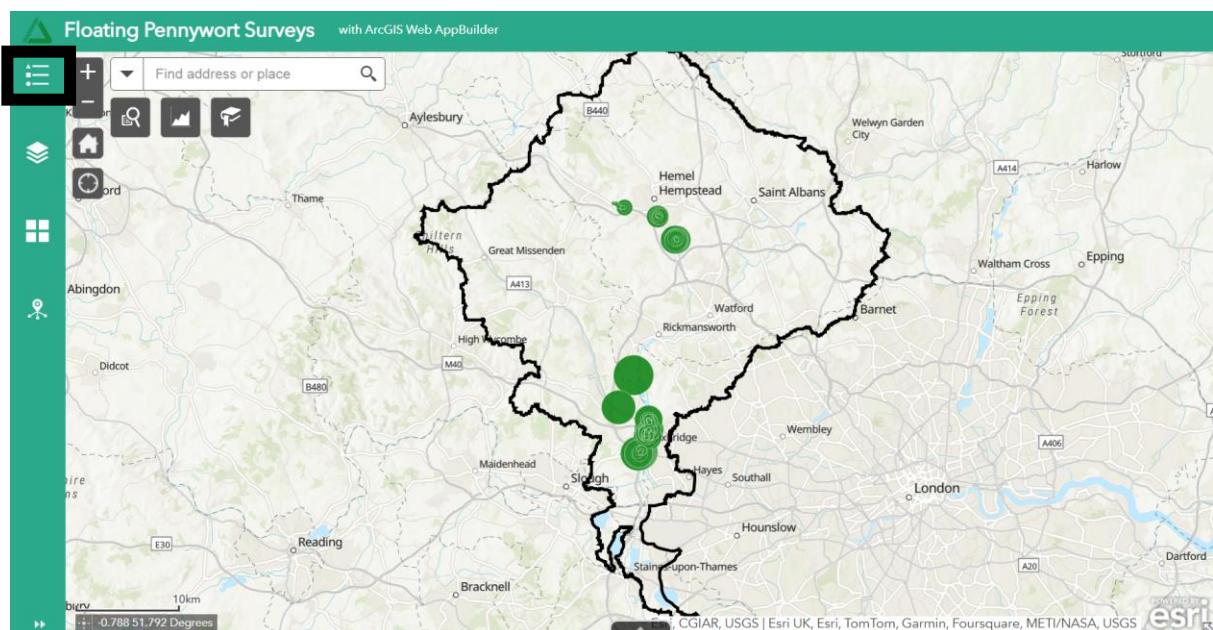 Floating Pennywort Surveys with ArcGIS Web AppBuilder
Stortford
Find address or place
B440
Aylesbury
Welwyn Garden
City
A414
Harlow
Hemel
Hempstead
Saint Albans
Thame
Great Missenden
Waltham Cross
Epping
A413
Abingdon
Epping
Forest
Watford
Barnet
Rickmansworth
High Wycombe
M40
Didcot
B480
Wembley
A406
Maidenhead
Slough
Hayes
Southall
London
Hounslow
E30
Reading
Dartford
Staines-upon-Thames
A20
Bracknell
10km
-0.788 51.792 Degrees
CGIAR, USGS | Esri UK, Esri, TomTom, Garmin, Foursquare, METI/NASA, USGS
POWERED BY
esri